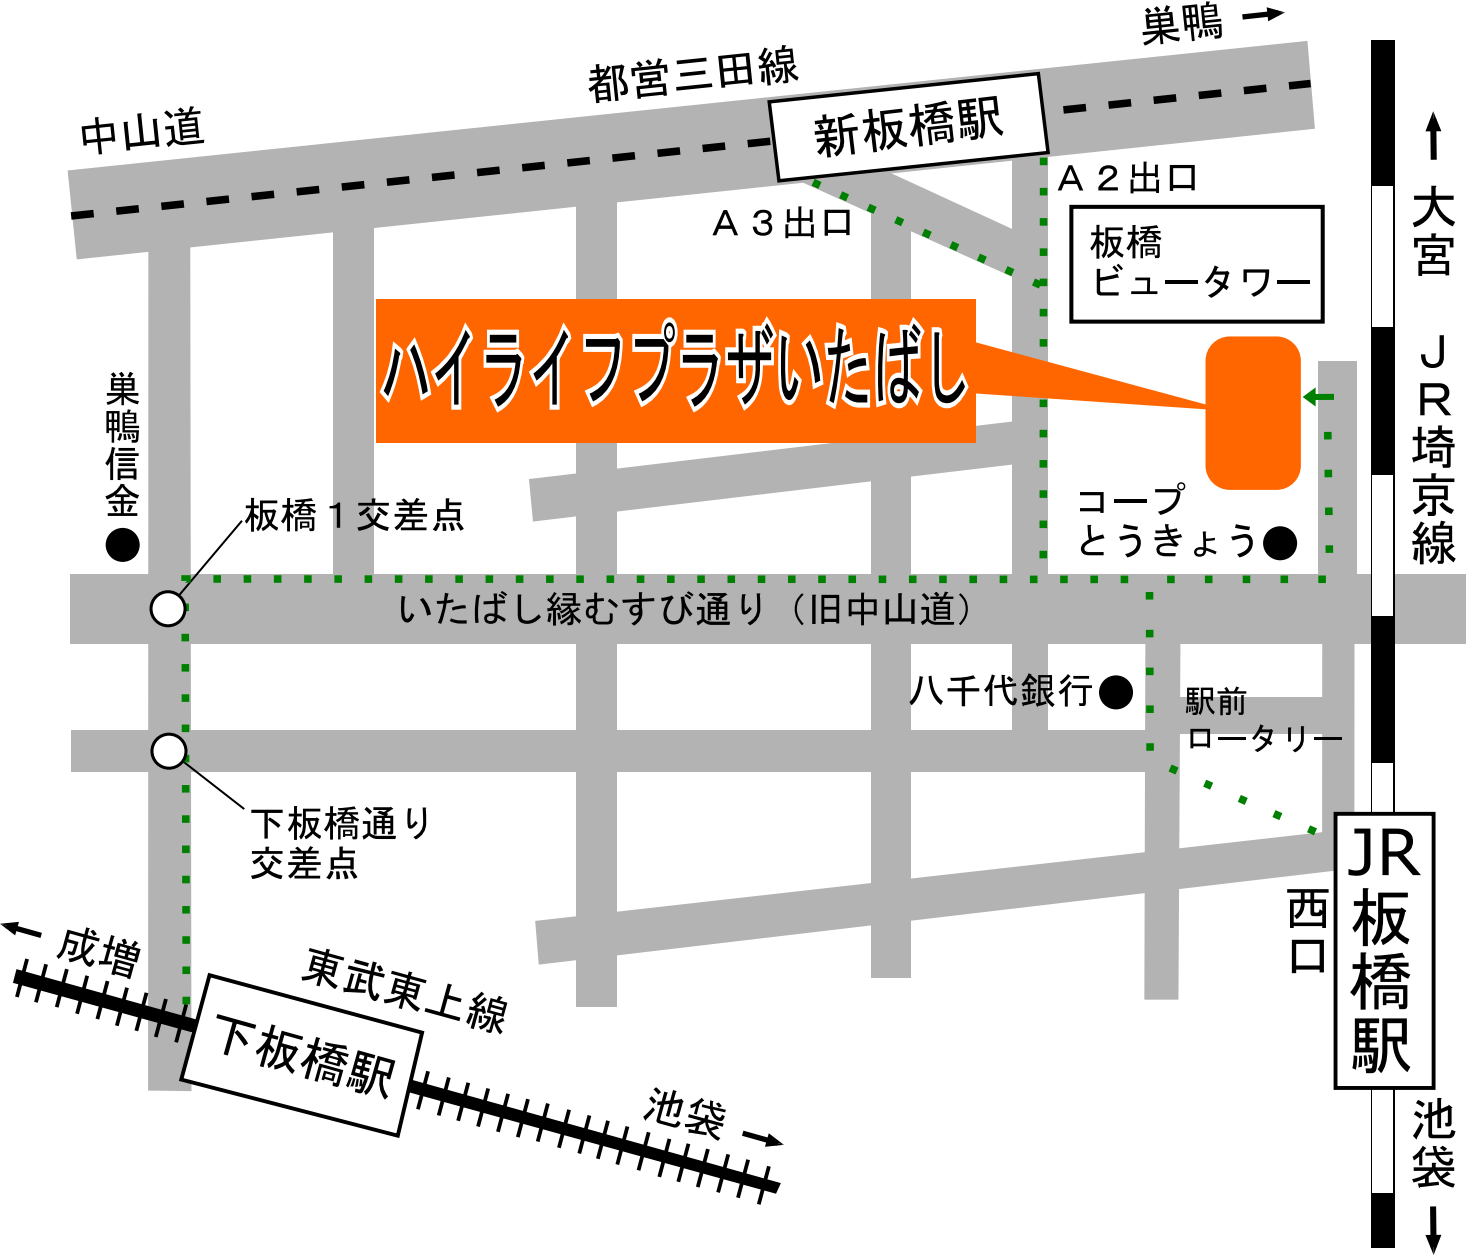 巣鴨
都営三田線
中山道
新板橋駅
A2出口
A3出口
板橋
ビュータワー
大宮
JR埼京線
ハイライフプラザいたばし
巣鴨信金
板橋1交差点
コープ
とうきょう
いたばし縁むすび通り（旧中山道）
八千代銀行
駅前
ロータリー
下板橋通り
交差点
JR板橋駅
西口
成増
東武東上線
下板橋駅
池袋
池袋